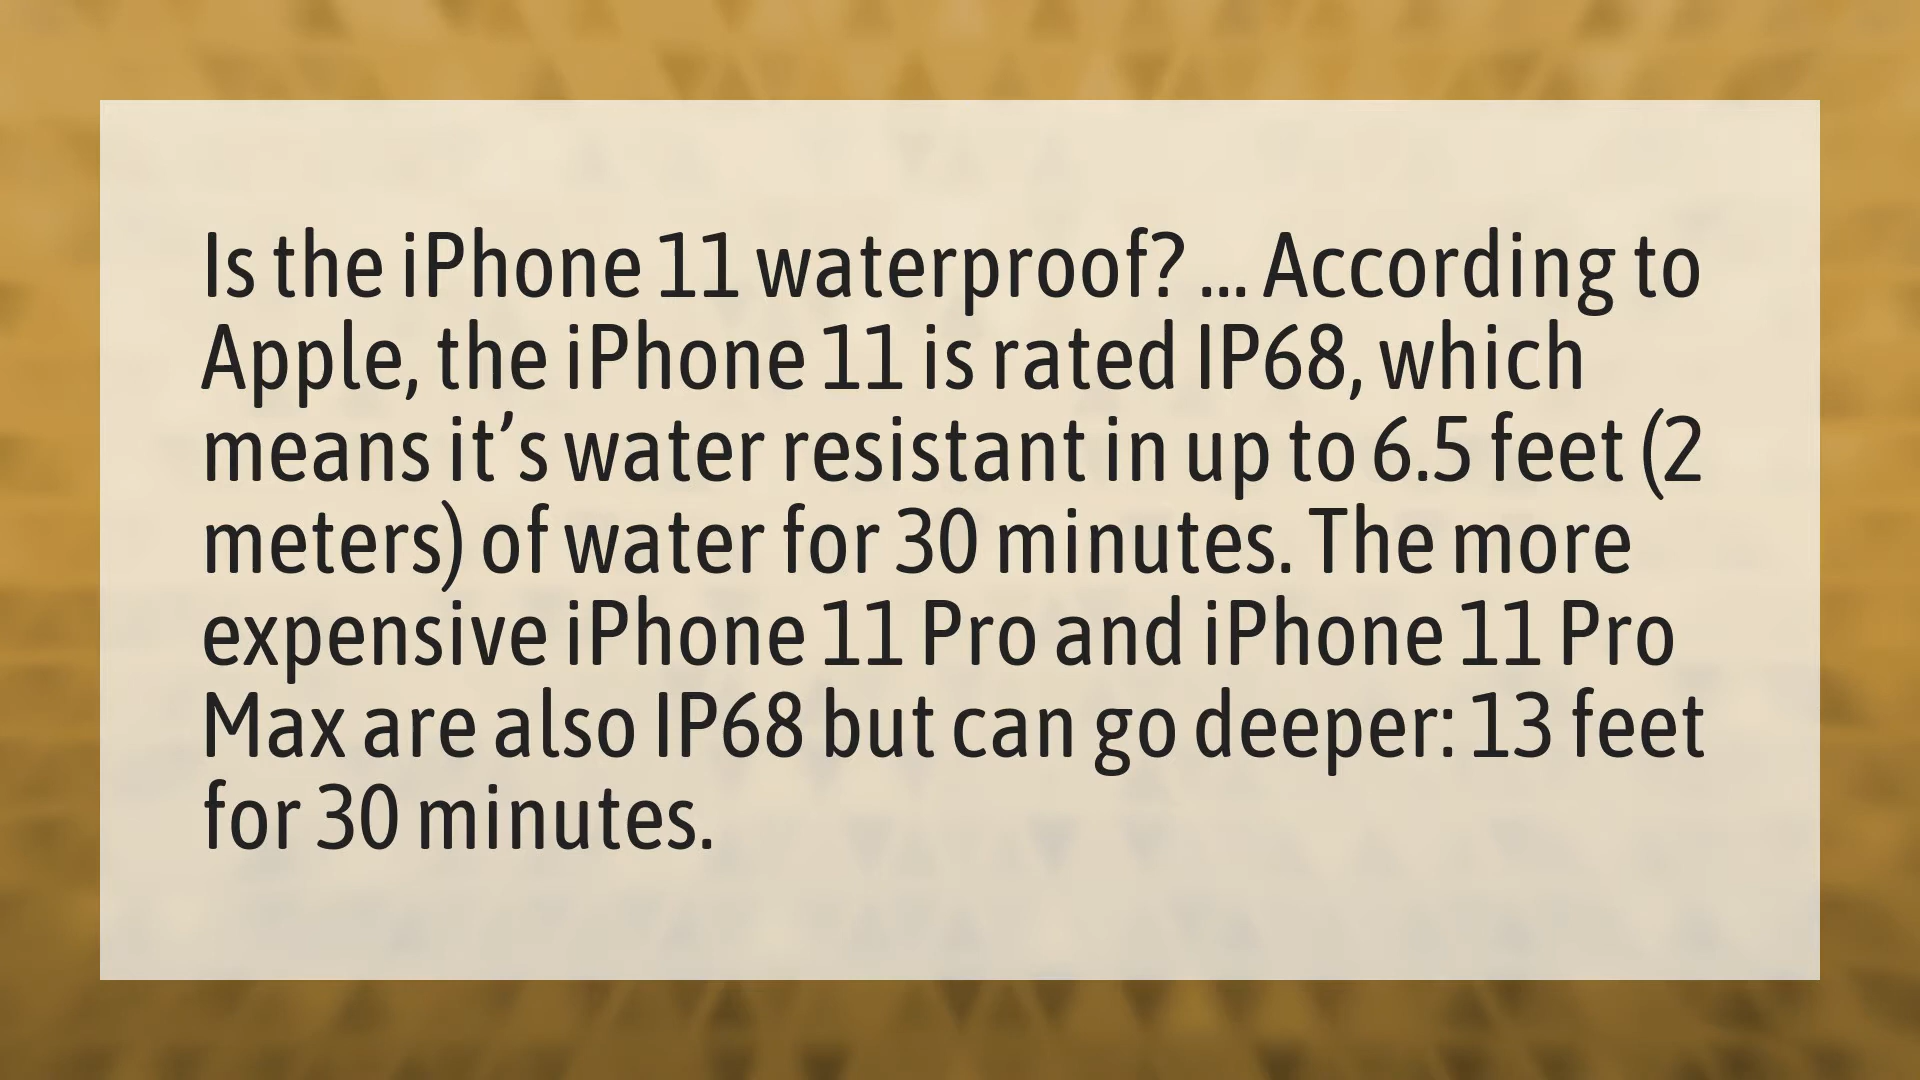 Is the iPhone 11 waterproof? ... According to
Apple, the iPhone 11 is rated IP68, which
means it’s water resistant in up to 6.5 feet (2
meters) of water for 30 minutes. The more
expensive iPhone 11 Pro and iPhone 11 Pro
Max are also IP68 but can go deeper: 13 feet
for 30 minutes.